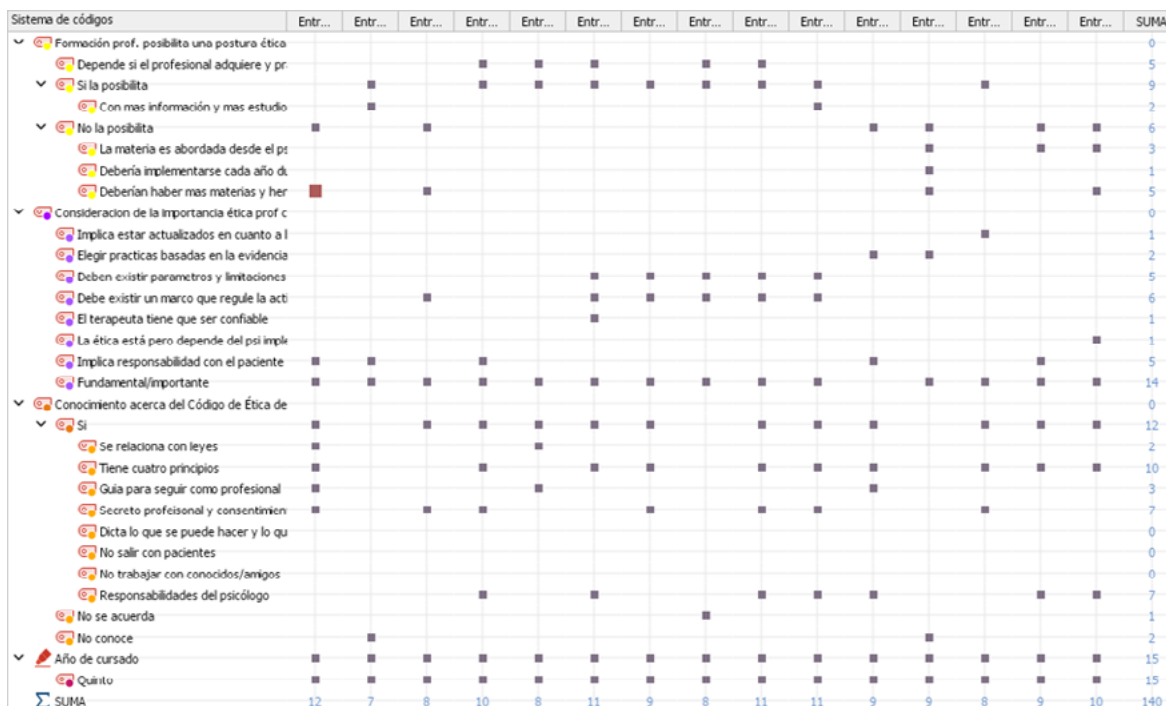 Sistema de códigos Entr... Entr... Entr... Entr... Entr... Entr... Entr... Entr... Entr... Entr... Entr... Entr... Entr... Entr... Entr... SUMA
Formación prof. posibilita una postura ética 0
Depende si el profesional adquiere y pr 5
Si la posibilita 9
Con mas información y mas estudio 2
No la posibilita 6
La materia es abordada desde el ps 3
Debería implementarse cada año du 1
Deberían haber mas materias y her 5
Consideracion de la importancia ética prof c 0
Implica estar actualizados en cuanto a l 1
Elegir practicas basadas en la evidencia 2
Deben existir parametros y limitaciones 5
Debe existir un marco que regule la acti 6
El terapeuta tiene que ser confiable 1
La ética está pero depende del psi imple 1
Implica responsabilidad con el paciente 5
Fundamental/importante 14
Conocimiento acerca del Código de Ética de 0
Si 12
Se relaciona con leyes 2
Tiene cuatro principios 10
Guia para seguir como profesional 3
Secreto profeisonal y consentimien 7
Dicta lo que se puede hacer y lo qu 0
No salir con pacientes 0
No trabajar con conocidos/amigos 0
Responsabilidades del psicólogo 7
No se acuerda 1
No conoce 2
Año de cursado 15
Quinto 15
Σ SUMA 12 7 8 10 8 11 9 8 11 11 9 9 8 9 10 140